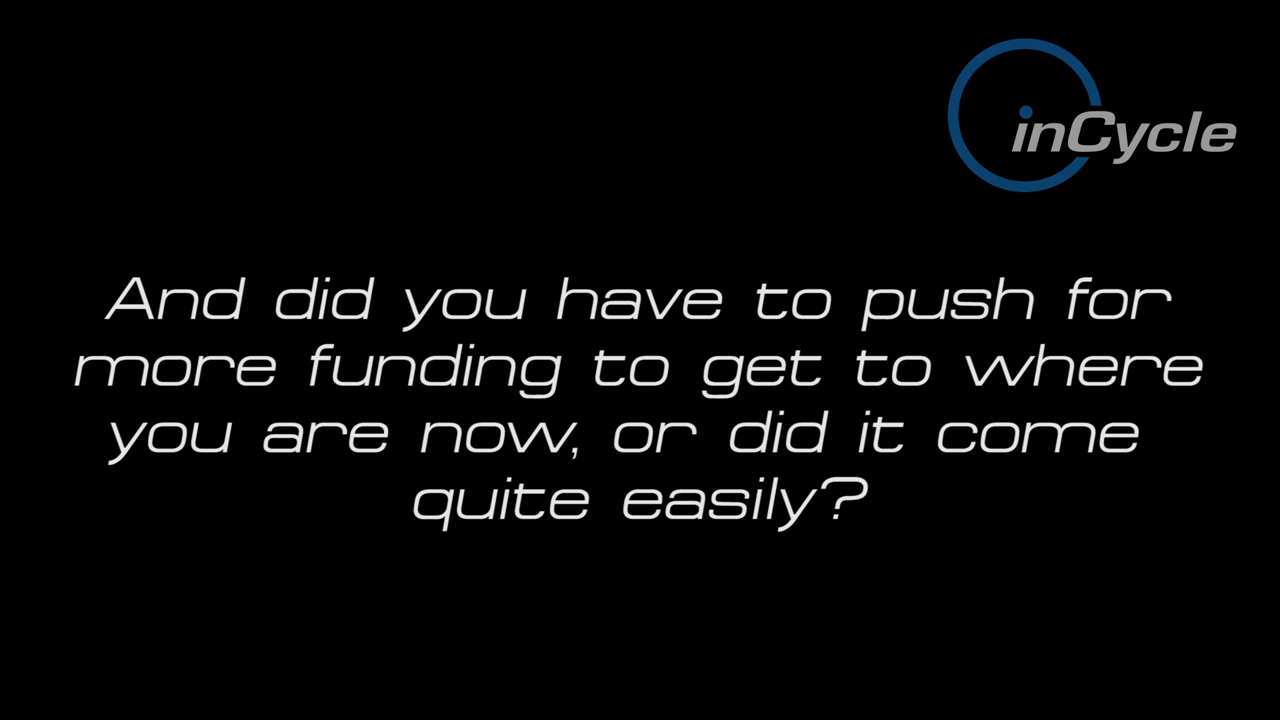 inCycle
And did you have to push for
more funding to get to where
you are now, or did it come
quite easily?